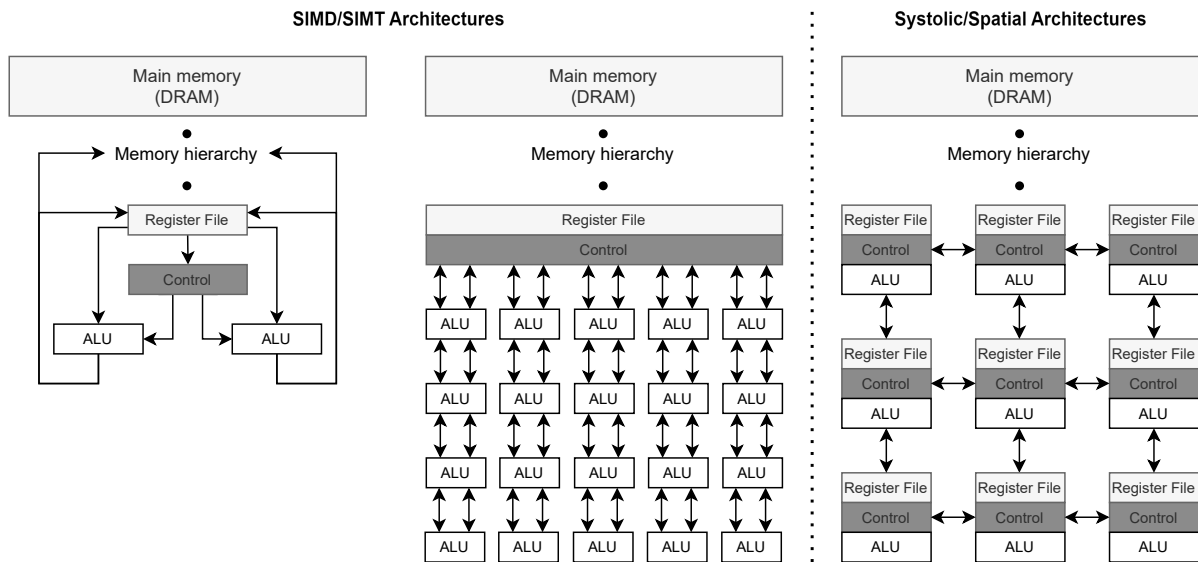 SIMD/SIMT Architectures
Systolic/Spatial Architectures
Main memory
(DRAM)
Memory hierarchy
Register File
Control
ALU
ALU
Main memory
(DRAM)
Memory hierarchy
Register File
Control
ALU ALU ALU ALU ALU
ALU ALU ALU ALU ALU
ALU ALU ALU ALU ALU
ALU ALU ALU ALU ALU
Main memory
(DRAM)
Memory hierarchy
Register File Register File Register File
Control Control Control
ALU ALU ALU
Register File Register File Register File
Control Control Control
ALU ALU ALU
Register File Register File Register File
Control Control Control
ALU ALU ALU